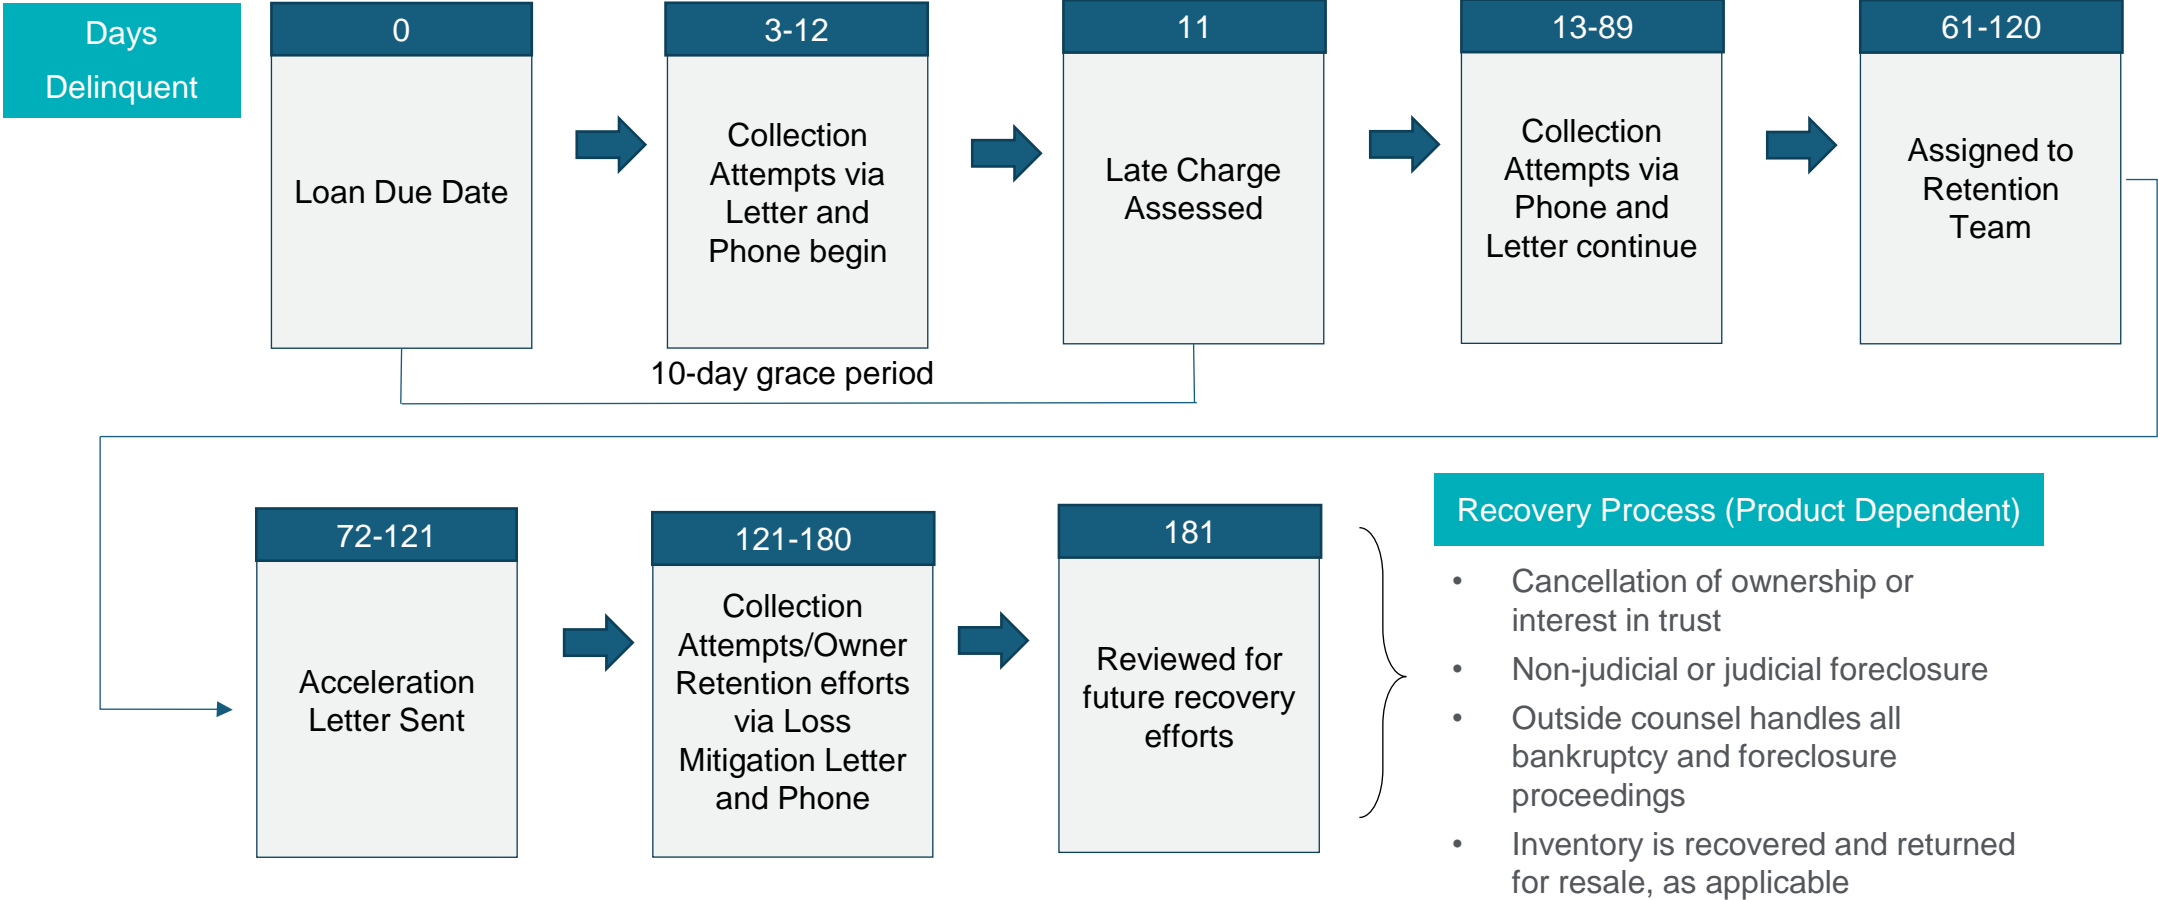 Days
Delinquent
0
Loan Due Date
3-12
Collection
Attempts via
Letter and
Phone begin
11
Late Charge
Assessed
13-89
Collection
Attempts via
Phone and
Letter continue
61-120
Assigned to
Retention
Team
10-day grace period
72-121
Acceleration
Letter Sent
121-180
Collection
Attempts/Owner
Retention efforts
via Loss
Mitigation Letter
and Phone
181
Reviewed for
future recovery
efforts
Recovery Process (Product Dependent)
• Cancellation of ownership or
interest in trust
• Non-judicial or judicial foreclosure
• Outside counsel handles all
bankruptcy and foreclosure
proceedings
• Inventory is recovered and returned
for resale, as applicable